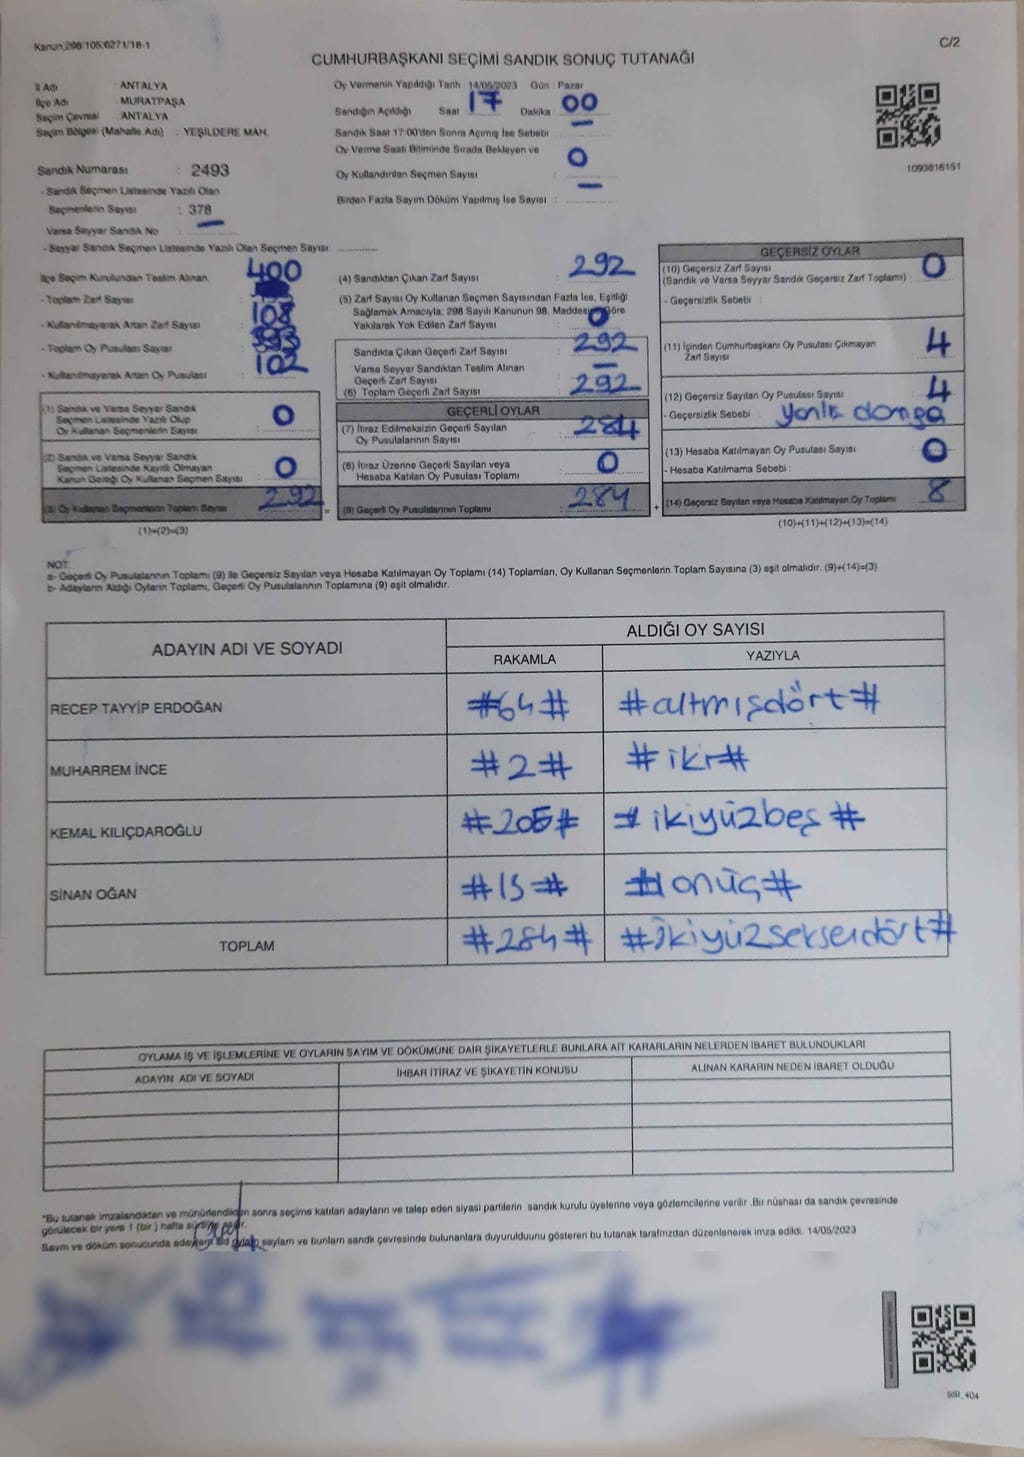 Kanun,298/105,6271/18-1
C/2
CUMHURBAŞKANI SEÇİMİ SANDIK SONUÇ TUTANAĞI
İl Adı : ANTALYA
İlçe Adı : MURATPAŞA
Seçim Çevresi : ANTALYA
Seçim Bölgesi (Mahalle Adı) : YEŞİLDERE MAH.
Sandık Numarası : 2493
- Sandık Seçmen Listesinde Yazılı Olan
Seçmenlerin Sayısı : 378
Varsa Seyyar Sandık No —
- Seyyar Sandık Seçmen Listesinde Yazılı Olan Seçmen Sayısı:
Oy Vermenin Yapıldığı Tarih : 14/05/2023 Gün : Pazar
Sandığın Açıldığı Saat : 17 Dakika : 00
Sandık Saat 17:00'den Sonra Açımış İse Sebebi : —
Oy Verme Saati Bitiminde Sırada Bekleyen ve
Oy Kullandırılan Seçmen Sayısı : 0
Birden Fazla Sayım Döküm Yapılmış İse Sayısı : —
1093816151
İlçe Seçim Kurulundan Teslim Alınan:
400
- Toplam Zarf Sayısı
- Kullanılmayarak Artan Zarf Sayısı 108
- Toplam Oy Pusulası Sayısı
- Kullanılmayarak Artan Oy Pusulası : 102
(1) Sandık ve Varsa Seyyar Sandık
Seçmen Listesinde Yazılı Olup
Oy Kullanan Seçmenlerin Sayısı : 0
(2) Sandık ve Varsa Seyyar Sandık
Seçmen Listesinde Kayıtlı Olmayan
Kanun Gereği Oy Kullanan Seçmen Sayısı : 0
(3) Oy Kullanan Seçmenlerin Toplam Sayısı : 292
(1)+(2)=(3)
(4) Sandıktan Çıkan Zarf Sayısı : 292
(5) Zarf Sayısı Oy Kullanan Seçmen Sayısından Fazla İse, Eşitliği
Sağlamak Amacıyla; 298 Sayılı Kanunun 98. Maddesine Göre
Yakılarak Yok Edilen Zarf Sayısı : 0
Sandıkta Çıkan Geçerli Zarf Sayısı : 292
Varsa Seyyar Sandıktan Teslim Alınan
Geçerli Zarf Sayısı : —
(6) Toplam Geçerli Zarf Sayısı : 292
GEÇERLİ OYLAR
(7) İtiraz Edilmeksizin Geçerli Sayılan
Oy Pusulalarının Sayısı : 284
(8) İtiraz Üzerine Geçerli Sayılan veya
Hesaba Katılan Oy Pusulası Toplamı : 0
= (9) Geçerli Oy Pusulalarının Toplamı : 284 +
GEÇERSİZ OYLAR
(10) Geçersiz Zarf Sayısı
(Sandık ve Varsa Seyyar Sandık Geçersiz Zarf Toplamı) : 0
- Geçersizlik Sebebi :
(11) İçinden Cumhurbaşkanı Oy Pusulası Çıkmayan
Zarf Sayısı : 4
(12) Geçersiz Sayılan Oy Pusulası Sayısı : 4
- Geçersizlik Sebebi :
(13) Hesaba Katılmayan Oy Pusulası Sayısı : 0
- Hesaba Katılmama Sebebi :
(14) Geçersiz Sayılan veya Hesaba Katılmayan Oy Toplamı : 8
(10)+(11)+(12)+(13)=(14)
NOT:
a- Geçerli Oy Pusulalarının Toplamı (9) ile Geçersiz Sayılan veya Hesaba Katılmayan Oy Toplamı (14) Toplamları, Oy Kullanan Seçmenlerin Toplam Sayısına (3) eşit olmalıdır. (9)+(14)=(3)
b- Adayların Aldığı Oyların Toplamı, Geçerli Oy Pusulalarının Toplamına (9) eşit olmalıdır.
ADAYIN ADI VE SOYADI
ALDIĞI OY SAYISI
RAKAMLA YAZIYLA
RECEP TAYYİP ERDOĞAN #64# #altmışdört#
MUHARREM İNCE #2# #iki#
KEMAL KILIÇDAROĞLU #205# #ikiyüzbeş#
SİNAN OĞAN #13# #onüç#
TOPLAM #284# #ikiyüzseksendört#
OYLAMA İŞ VE İŞLEMLERİNE VE OYLARIN SAYIM VE DÖKÜMÜNE DAİR ŞİKAYETLERLE BUNLARA AİT KARARLARIN NELERDEN İBARET BULUNDUKLARI
ADAYIN ADI VE SOYADI İHBAR İTİRAZ VE ŞİKAYETİN KONUSU ALINAN KARARIN NEDEN İBARET OLDUĞU
"Bu tutanak imzalandıktan ve mühürlendikten sonra seçime katılan adayların ve talep eden siyasi partilerin sandık kurulu üyelerine veya gözlemcilerine verilir .Bir nüshası da sandık çevresinde
görülecek bir yere 1 (bir ) hafta süreyle asılır.
Sayım ve döküm sonucunda adayların oy sayıları ve bunların sandık çevresinde bulunanlara duyurulduunu gösteren bu tutanak tarafımzdan düzenlenerek imza edildi. 14/05/2023
SSI_404